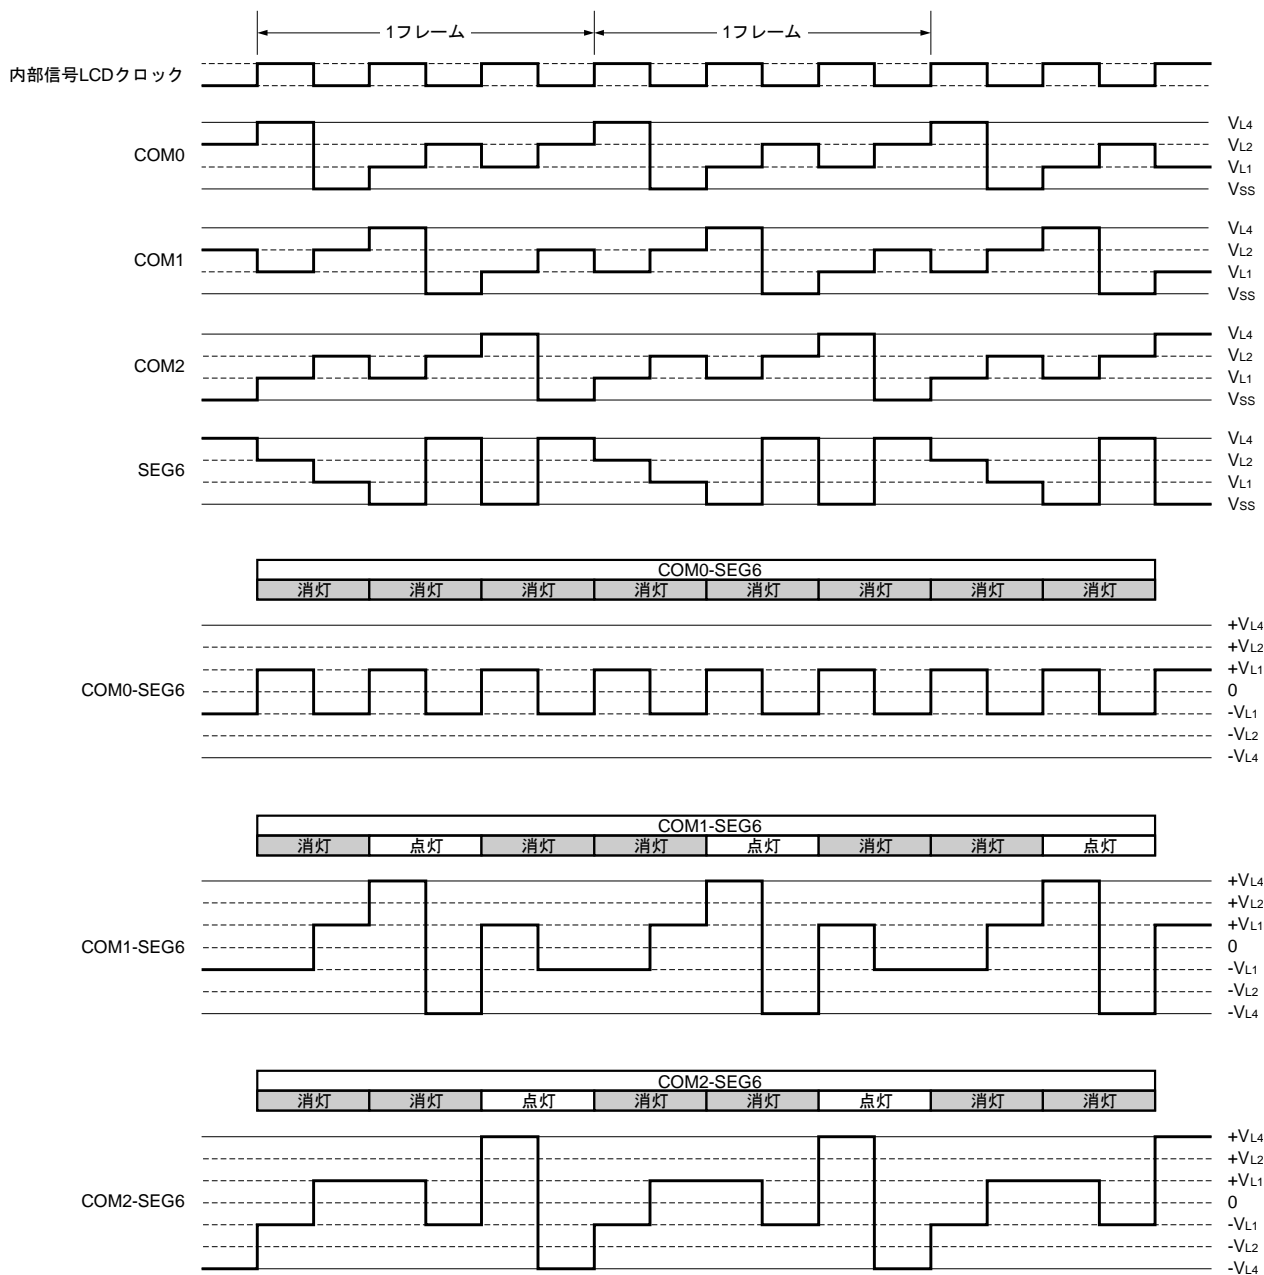 1フレーム 1フレーム
内部信号LCDクロック
COM0
VL4
VL2
VL1
VSS
COM1
VL4
VL2
VL1
VSS
COM2
VL4
VL2
VL1
VSS
SEG6
VL4
VL2
VL1
VSS
COM0-SEG6
消灯 消灯 消灯 消灯 消灯 消灯 消灯 消灯
COM0-SEG6
+VL4
+VL2
+VL1
0
-VL1
-VL2
-VL4
COM1-SEG6
消灯 点灯 消灯 消灯 点灯 消灯 消灯 点灯
COM1-SEG6
+VL4
+VL2
+VL1
0
-VL1
-VL2
-VL4
COM2-SEG6
消灯 消灯 点灯 消灯 消灯 点灯 消灯 消灯
COM2-SEG6
+VL4
+VL2
+VL1
0
-VL1
-VL2
-VL4